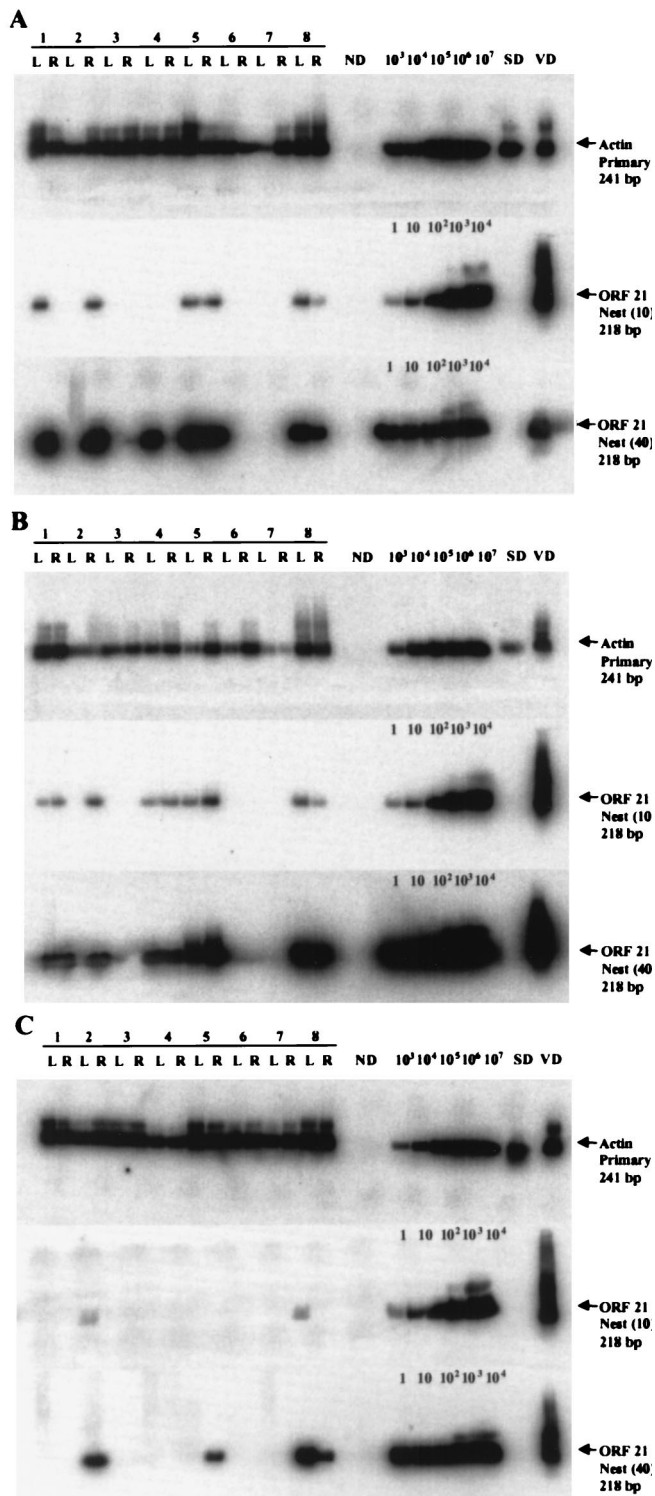 A
1 2 3 4 5 6 7 8
L R L R L R L R L R L R L R L R ND 10³ 10⁴ 10⁵ 10⁶ 10⁷ SD VD
Actin
Primary
241 bp
1 10 10² 10³ 10⁴
ORF 21
Nest (10)
218 bp
1 10 10² 10³ 10⁴
ORF 21
Nest (40)
218 bp
B
1 2 3 4 5 6 7 8
L R L R L R L R L R L R L R L R ND 10³ 10⁴ 10⁵ 10⁶ 10⁷ SD VD
Actin
Primary
241 bp
1 10 10² 10³ 10⁴
ORF 21
Nest (10
218 bp
1 10 10² 10³ 10⁴
ORF 21
Nest (40
218 bp
C
1 2 3 4 5 6 7 8
L R L R L R L R L R L R L R L R ND 10³ 10⁴ 10⁵ 10⁶ 10⁷ SD VD
Actin
Primary
241 bp
1 10 10² 10³ 10⁴
ORF 21
Nest (10)
218 bp
1 10 10² 10³ 10⁴
ORF 21
Nest (40)
218 bp